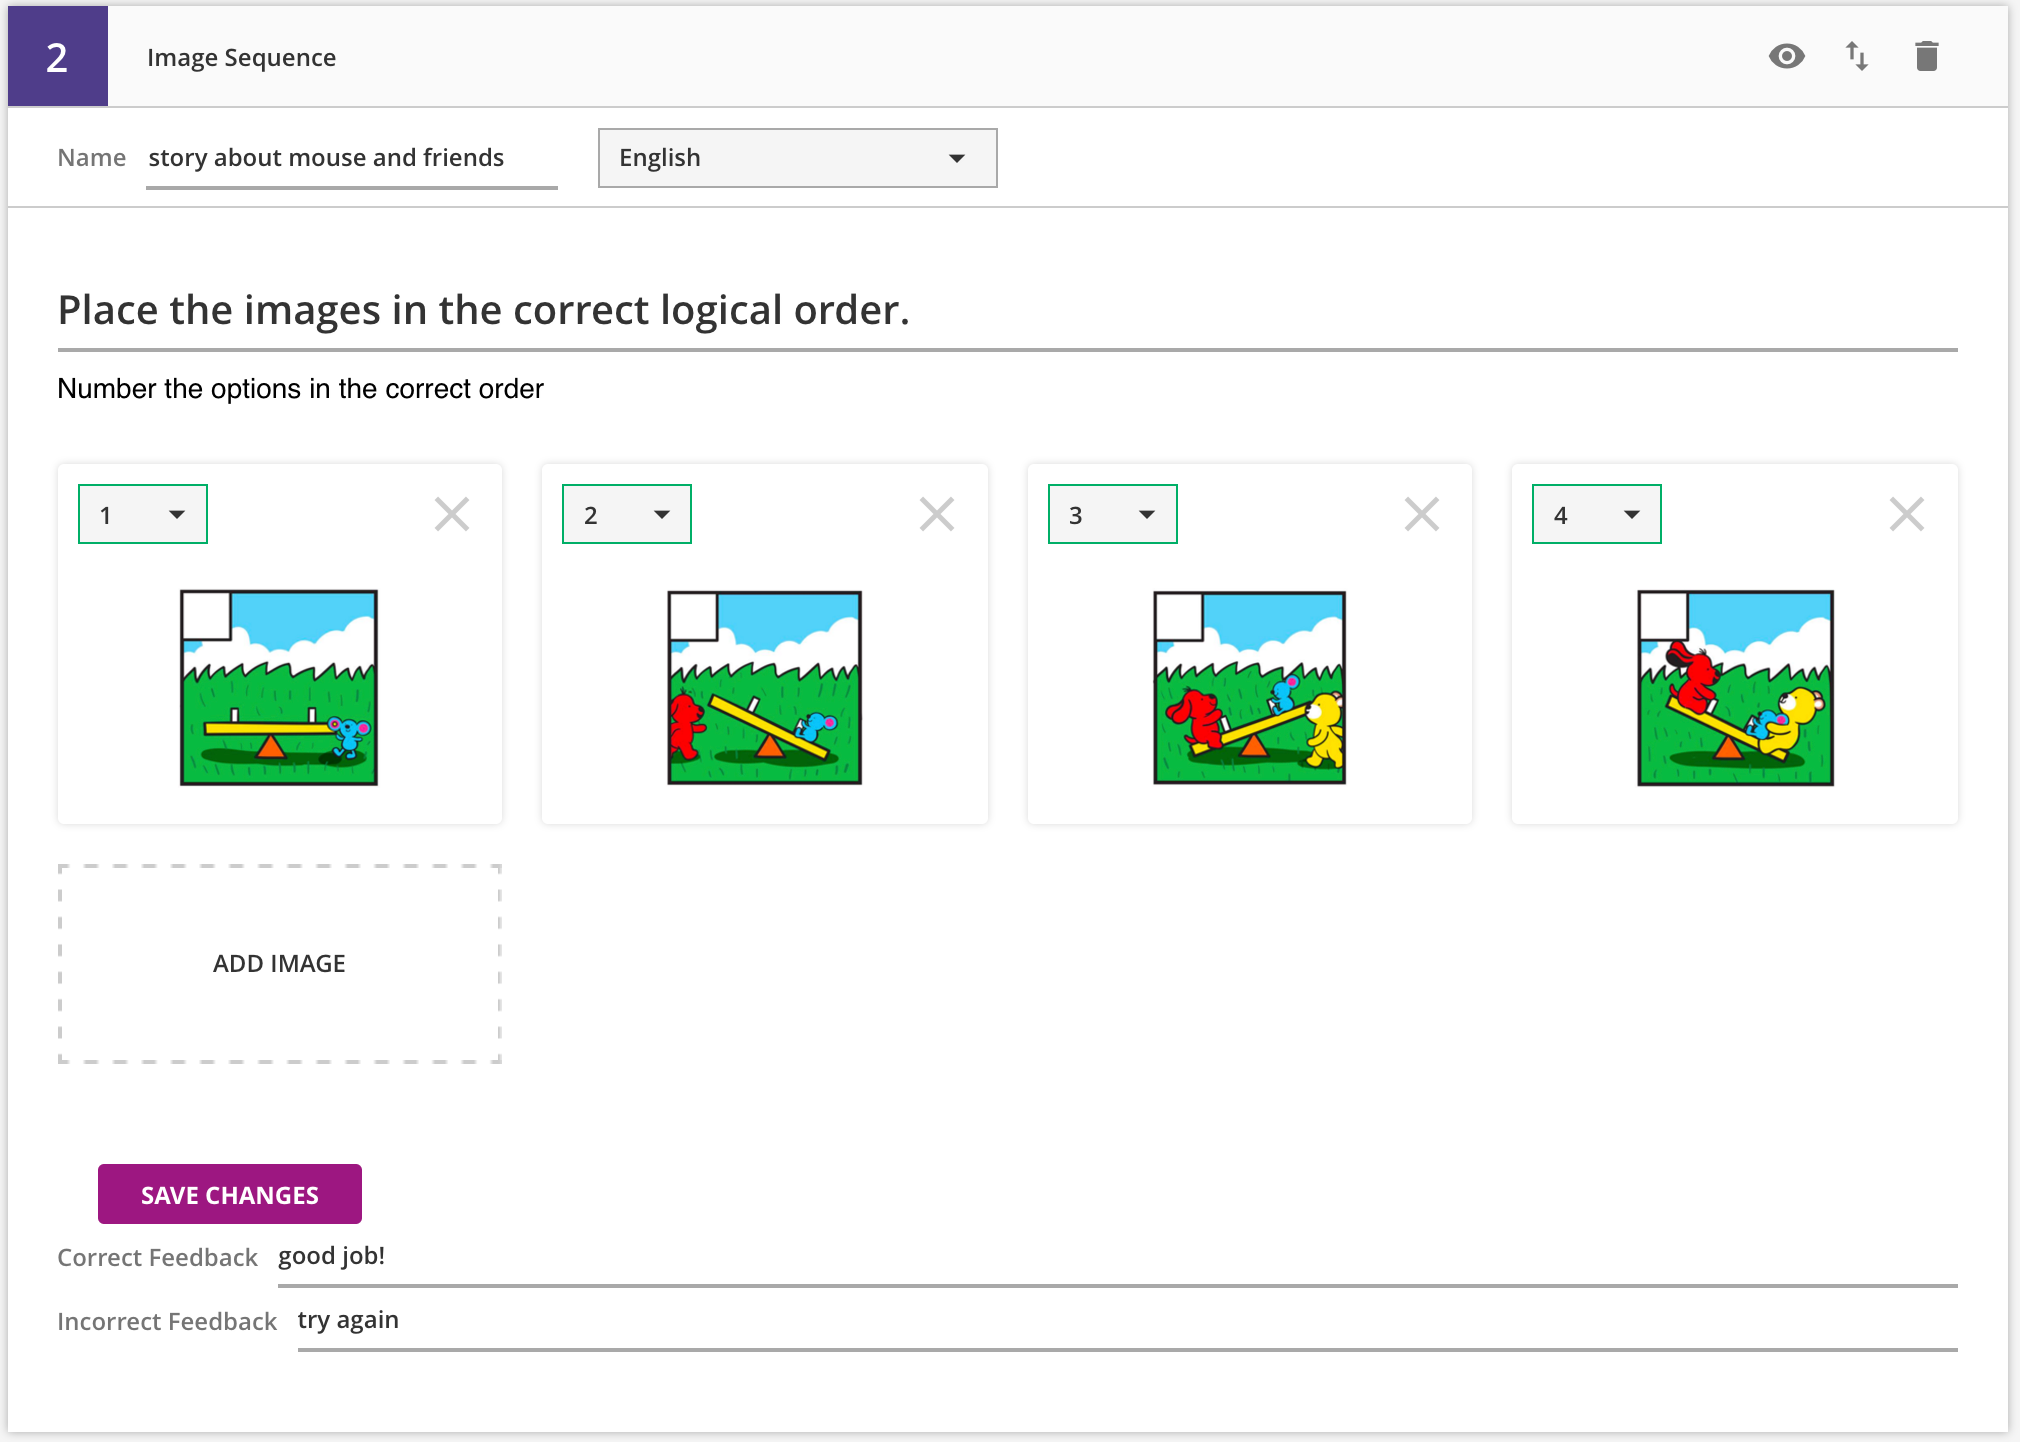 2
Image Sequence
Name story about mouse and friends English
Place the images in the correct logical order.
Number the options in the correct order
1 2 3 4
ADD IMAGE
SAVE CHANGES
Correct Feedback good job!
Incorrect Feedback try again